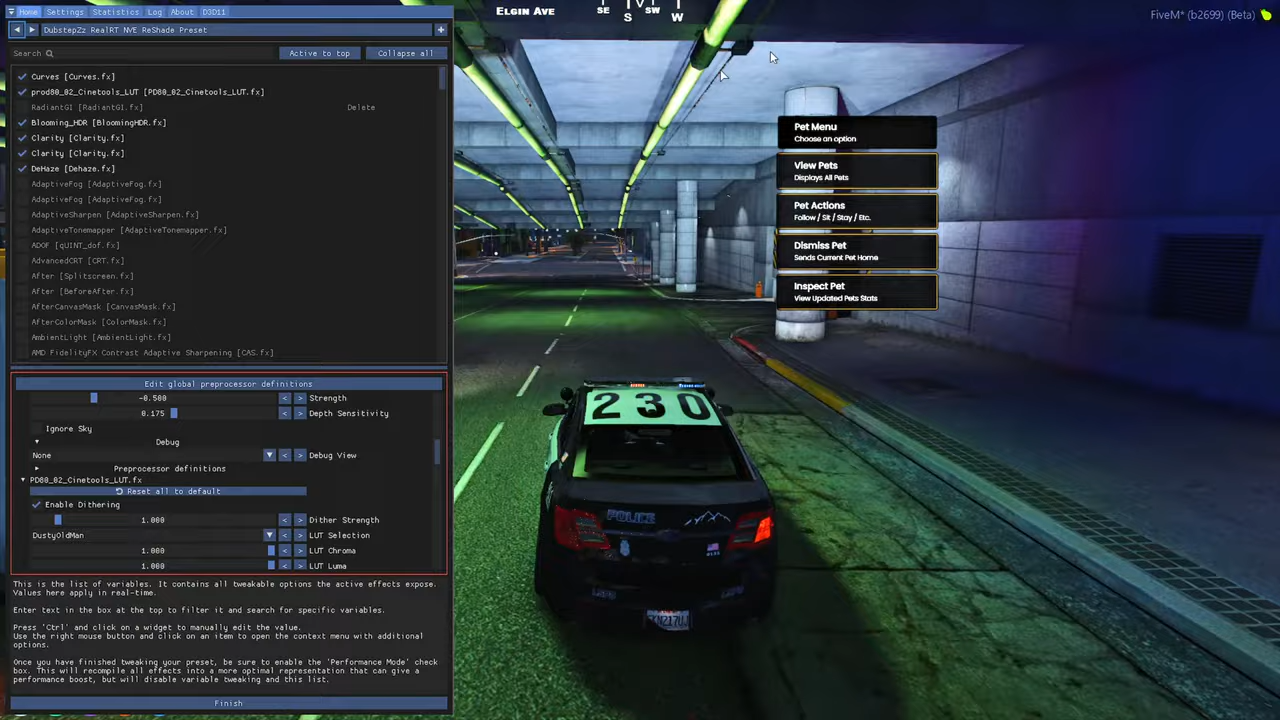 Home Settings Statistics Log About D3D11
DubstepZz RealRT NVE ReShade Preset
Search Active to top Collapse all
Curves [Curves.fx]
prod80_02_Cinetools_LUT [PD80_02_Cinetools_LUT.fx]
RadiantGI [RadiantGI.fx] Delete
Blooming_HDR [BloomingHDR.fx]
Clarity [Clarity.fx]
Clarity [Clarity.fx]
DeHaze [Dehaze.fx]
AdaptiveFog [AdaptiveFog.fx]
AdaptiveFog [AdaptiveFog.fx]
AdaptiveSharpen [AdaptiveSharpen.fx]
AdaptiveTonemapper [AdaptiveTonemapper.fx]
ADOF [qUINT_dof.fx]
AdvancedCRT [CRT.fx]
After [Splitscreen.fx]
After [BeforeAfter.fx]
AfterCanvasMask [CanvasMask.fx]
AfterColorMask [ColorMask.fx]
AmbientLight [AmbientLight.fx]
AMD FidelityFX Contrast Adaptive Sharpening [CAS.fx]
Edit global preprocessor definitions
-0.500 < > Strength
0.175 < > Depth Sensitivity
Ignore Sky
Debug
None < > Debug View
Preprocessor definitions
PD80_02_Cinetools_LUT.fx
Reset all to default
Enable Dithering
1.000 < > Dither Strength
DustyOldMan < > LUT Selection
1.000 < > LUT Chroma
1.000 < > LUT Luma
This is the list of variables. It contains all tweakable options the active effects expose.
Values here apply in real-time.
Enter text in the box at the top to filter it and search for specific variables.
Press 'Ctrl' and click on a widget to manually edit the value.
Use the right mouse button and click on an item to open the context menu with additional
options.
Once you have finished tweaking your preset, be sure to enable the 'Performance Mode' check
box. This will recompile all effects into a more optimal representation that can give a
performance boost, but will disable variable tweaking and this list.
Finish
Elgin Ave
SE S SW W
FiveM* (b2699) (Beta)
Pet Menu
Choose an option
View Pets
Displays All Pets
Pet Actions
Follow / Sit / Stay / Etc.
Dismiss Pet
Sends Current Pet Home
Inspect Pet
View Updated Pets Stats
230
POLICE